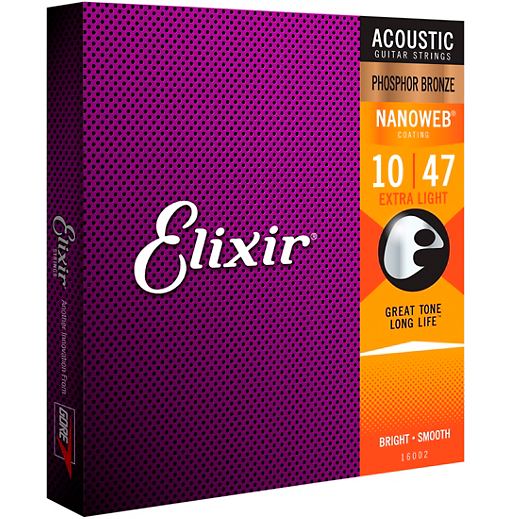 ACOUSTIC
GUITAR STRINGS
PHOSPHOR BRONZE
NANOWEB®
COATING
10 | 47
EXTRA LIGHT
Elixir®
GREAT TONE
LONG LIFE™
BRIGHT • SMOOTH
16002
Elixir
STRINGS
Another Innovation From
GORE